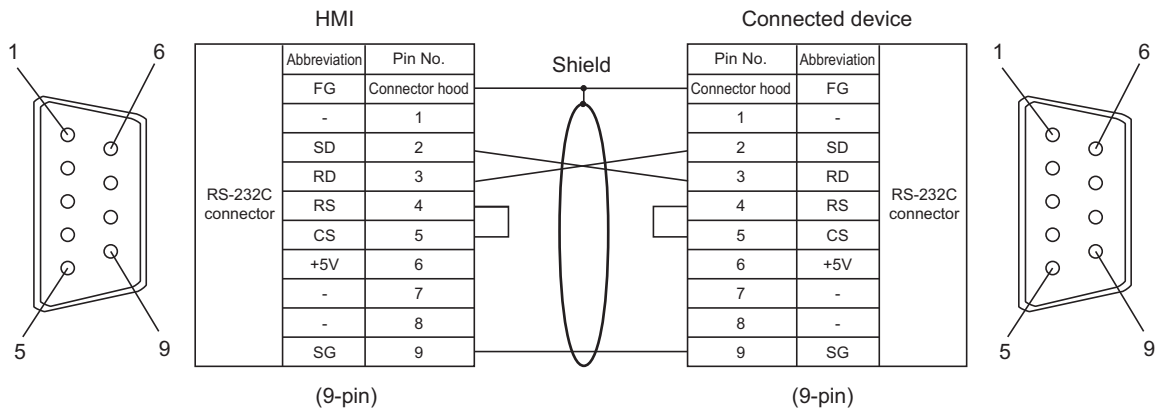 HMI
Connected device
Shield
1
6
5
9
RS-232C
connector
Abbreviation Pin No.
FG Connector hood
- 1
SD 2
RD 3
RS 4
CS 5
+5V 6
- 7
- 8
SG 9
(9-pin)
Pin No. Abbreviation
Connector hood FG
1 -
2 SD
3 RD
4 RS
5 CS
6 +5V
7 -
8 -
9 SG
RS-232C
connector
(9-pin)
1
6
5
9